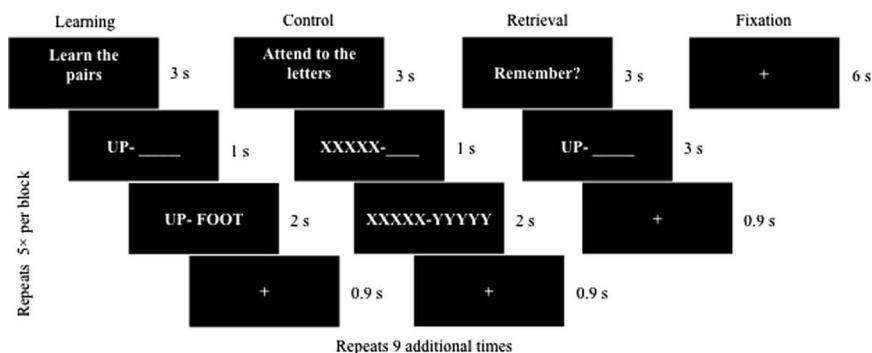 Learning
Control
Retrieval
Fixation
Learn the
pairs
3 s
Attend to the
letters
3 s
Remember?
3 s
+
6 s
UP- _____
1 s
XXXXX-____
1 s
UP- _____
3 s
UP- FOOT
2 s
XXXXX-YYYYY
2 s
+
0.9 s
+
0.9 s
+
0.9 s
Repeats 5× per block
Repeats 9 additional times